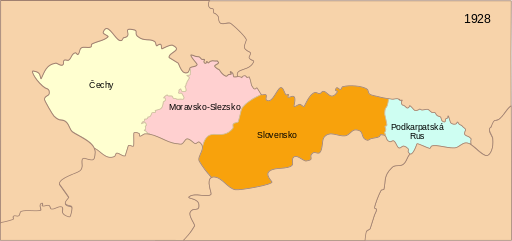 1928
Čechy
Moravsko-Slezsko
Slovensko
Podkarpatská
Rus